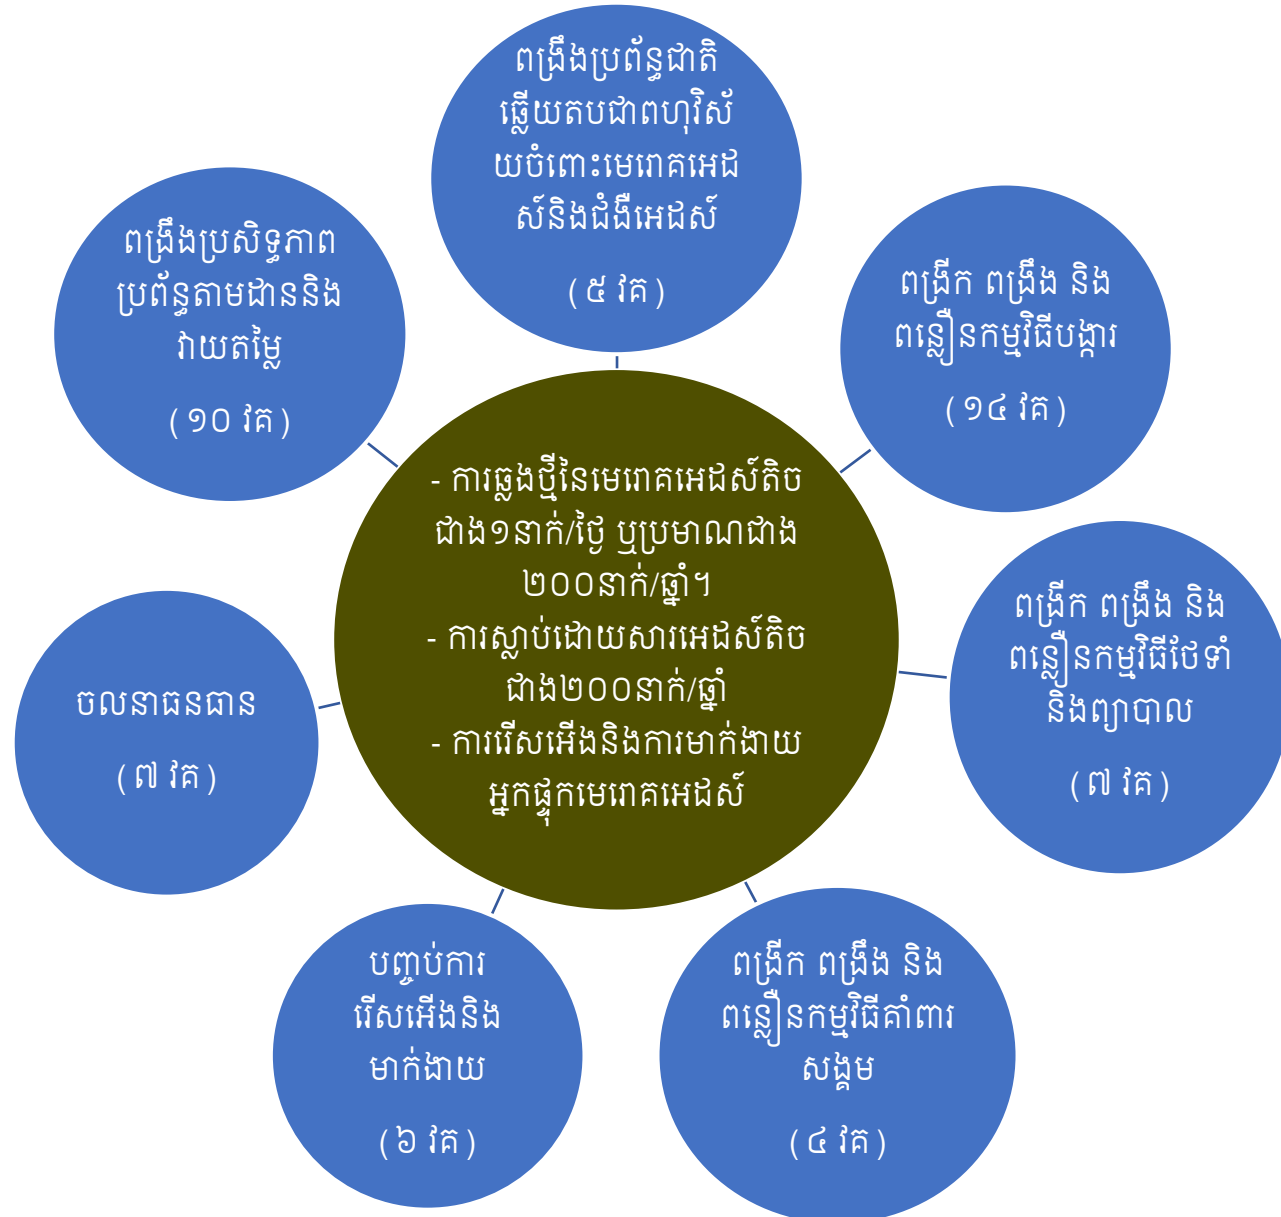 ពង្រឹងប្រព័ន្ធជាតិ
ឆ្លើយតបជាពហុវិស័
យចំពោះមេរោគអេដ
ស៍និងជំងឺអេដស៍
( ៥ វគ )
ពង្រីក ពង្រឹង និង
ពន្លឿនកម្មវិធីបង្ការ
( ១៤ វគ )
ពង្រីក ពង្រឹង និង
ពន្លឿនកម្មវិធីថែទាំ
និងព្យាបាល
( ៧ វគ )
ពង្រីក ពង្រឹង និង
ពន្លឿនកម្មវិធីគាំពារ
សង្គម
( ៤ វគ )
បញ្ចប់ការ
រើសអើងនិង
មាក់ងាយ
( ៦ វគ )
ចលនាធនធាន
( ៧ វគ )
ពង្រឹងប្រសិទ្ធភាព
ប្រព័ន្ធតាមដាននិង
វាយតម្លៃ
( ១០ វគ )
- ការឆ្លងថ្មីនៃមេរោគអេដស៍តិច
ជាង១នាក់/ថ្ងៃ ឬប្រមាណជាង
២០០នាក់/ឆ្នាំ។
- ការស្លាប់ដោយសារអេដស៍តិច
ជាង២០០នាក់/ឆ្នាំ
- ការរើសអើងនិងការមាក់ងាយ
អ្នកផ្ទុកមេរោគអេដស៍